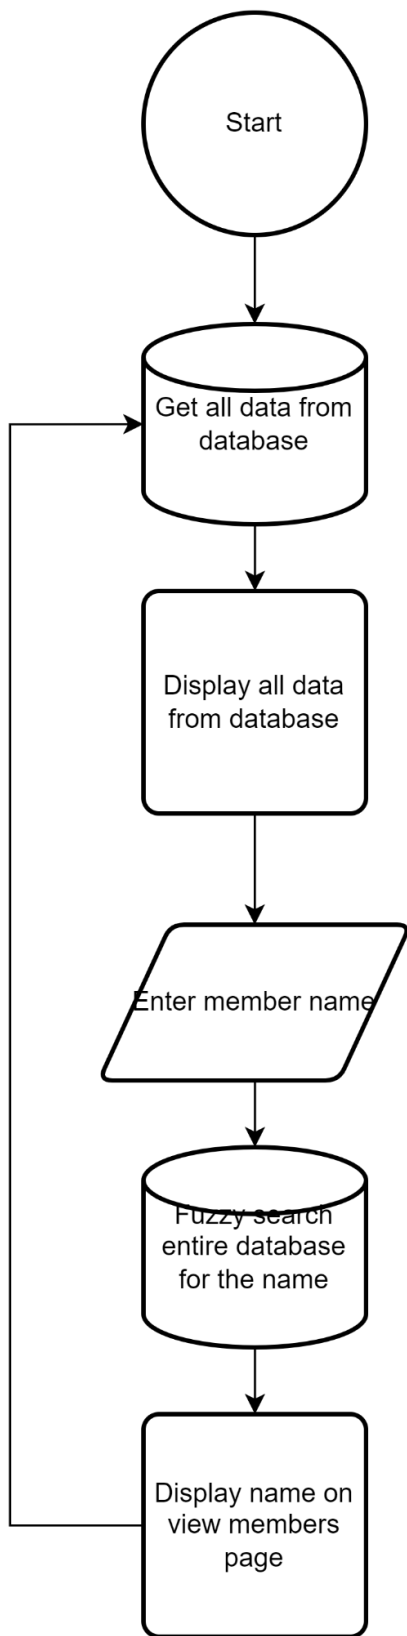 Start
Get all data from
database
Display all data
from database
Enter member name
Fuzzy search
entire database
for the name
Display name on
view members
page